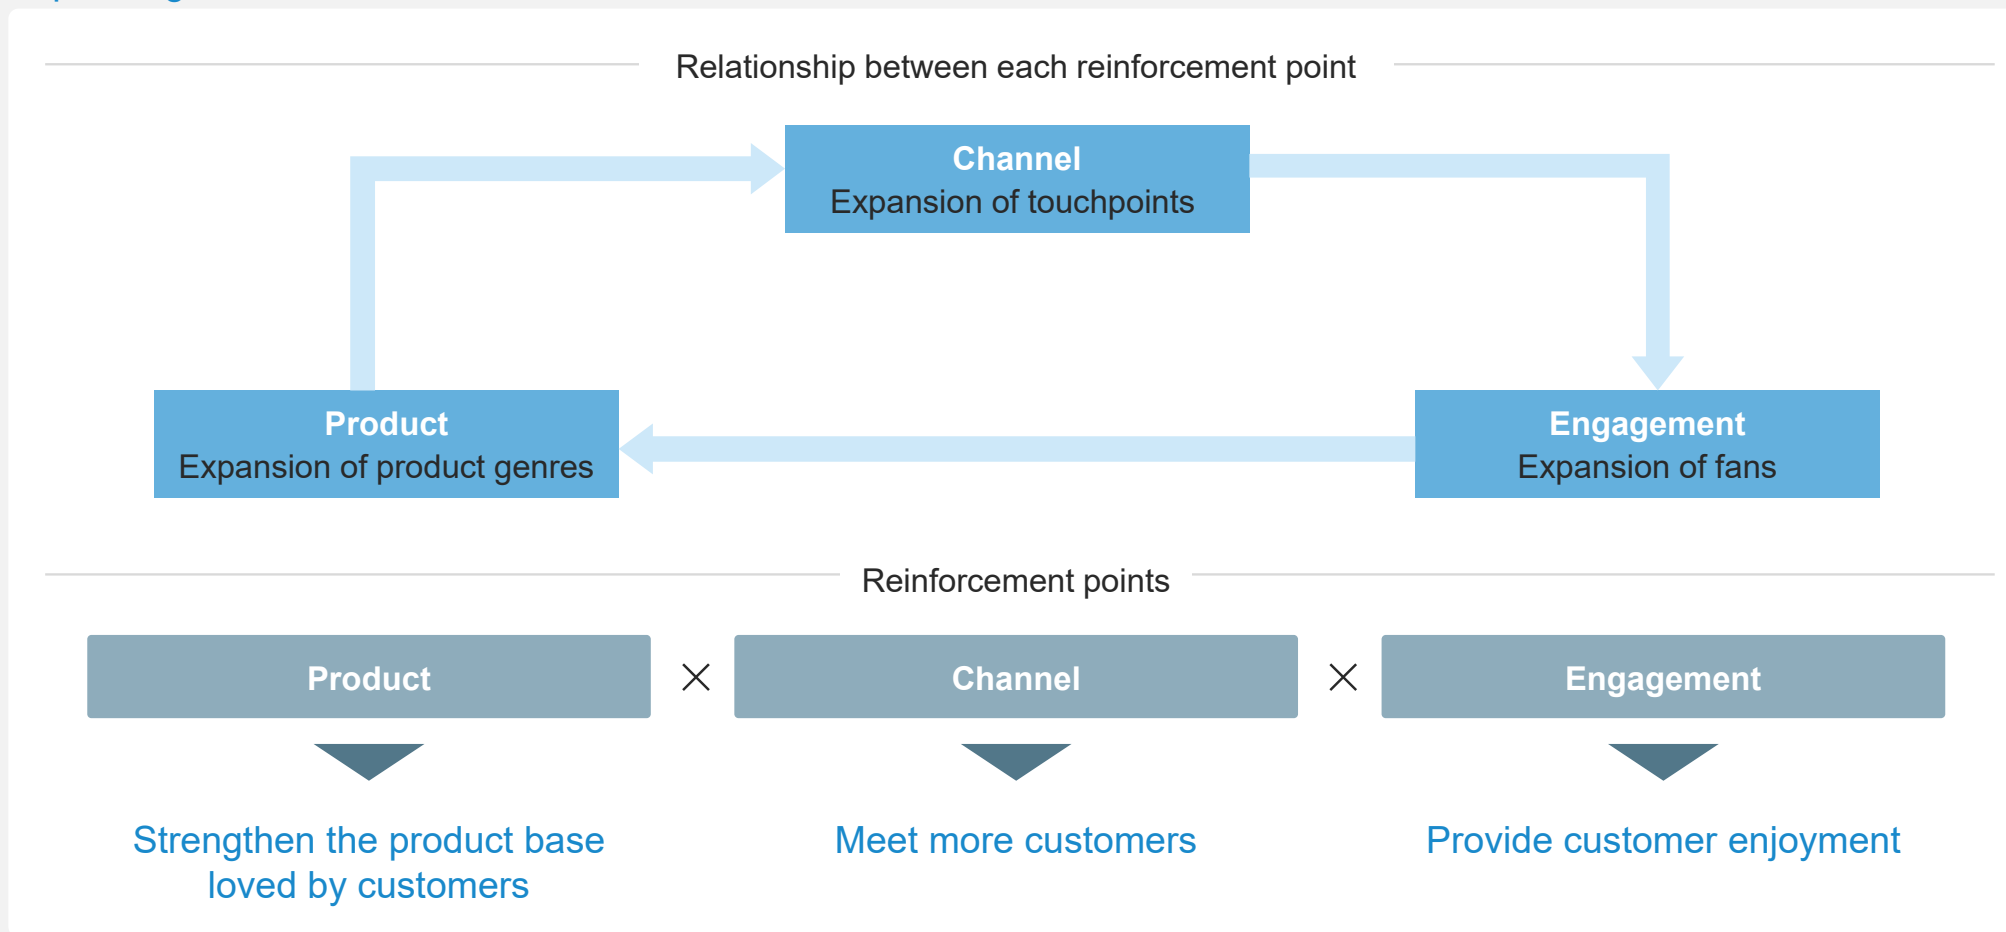 Relationship between each reinforcement point
Channel
Expansion of touchpoints
Product
Expansion of product genres
Engagement
Expansion of fans
Reinforcement points
Product × Channel × Engagement
Strengthen the product base
loved by customers
Meet more customers
Provide customer enjoyment